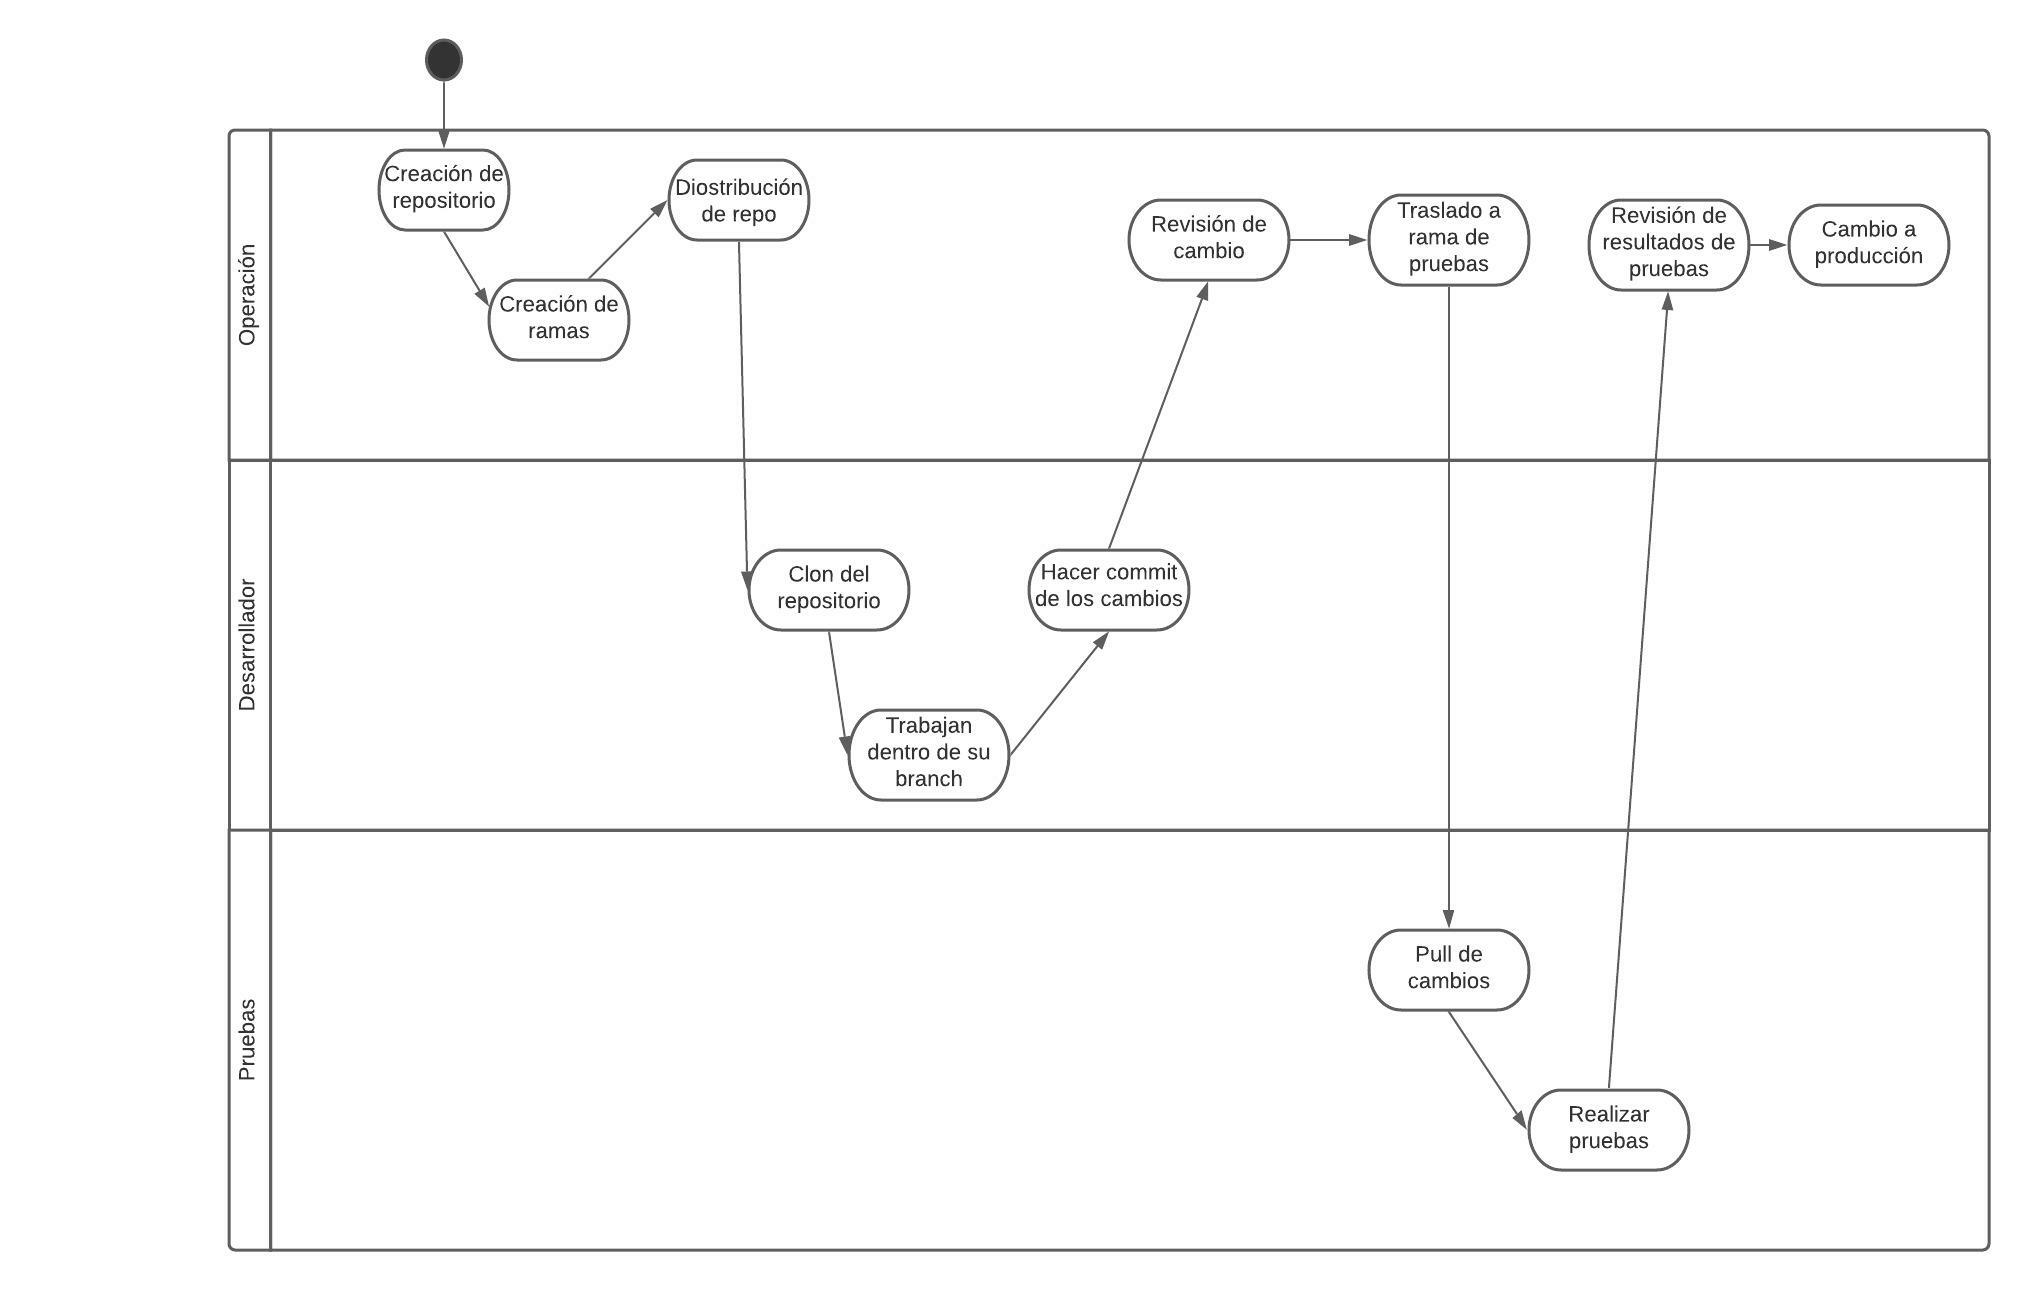 Operación
Creación de
repositorio
Creación de
ramas
Diostribución
de repo
Revisión de
cambio
Traslado a
rama de
pruebas
Revisión de
resultados de
pruebas
Cambio a
producción
Desarrollador
Clon del
repositorio
Trabajan
dentro de su
branch
Hacer commit
de los cambios
Pruebas
Pull de
cambios
Realizar
pruebas